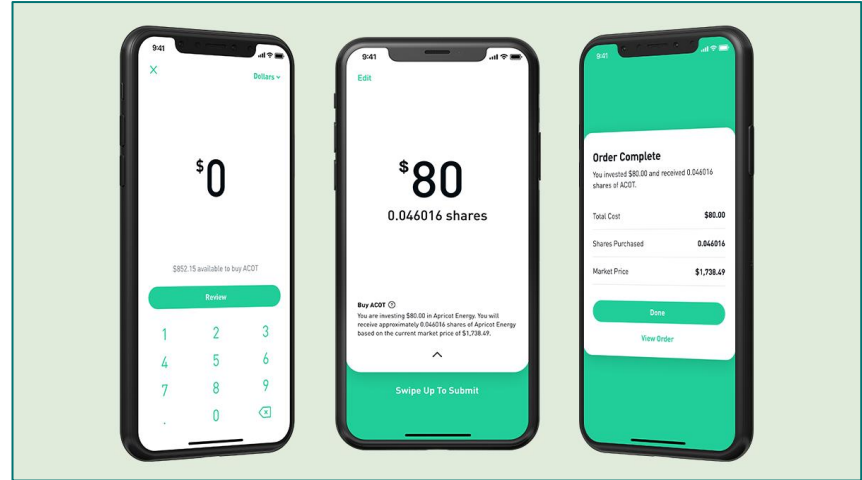 9:41
Dollars
$0
$852.15 available to buy ACOT
Review
1 2 3
4 5 6
7 8 9
. 0
9:41
Edit
$80
0.046016 shares
Buy ACOT ?
You are investing $80.00 in Apricot Energy. You will
receive approximately 0.046016 shares of Apricot Energy
based on the current market price of $1,738.49.
Swipe Up To Submit
9:41
Order Complete
You invested $80.00 and received 0.046016
shares of ACOT.
Total Cost $80.00
Shares Purchased 0.046016
Market Price $1,738.49
Done
View Order